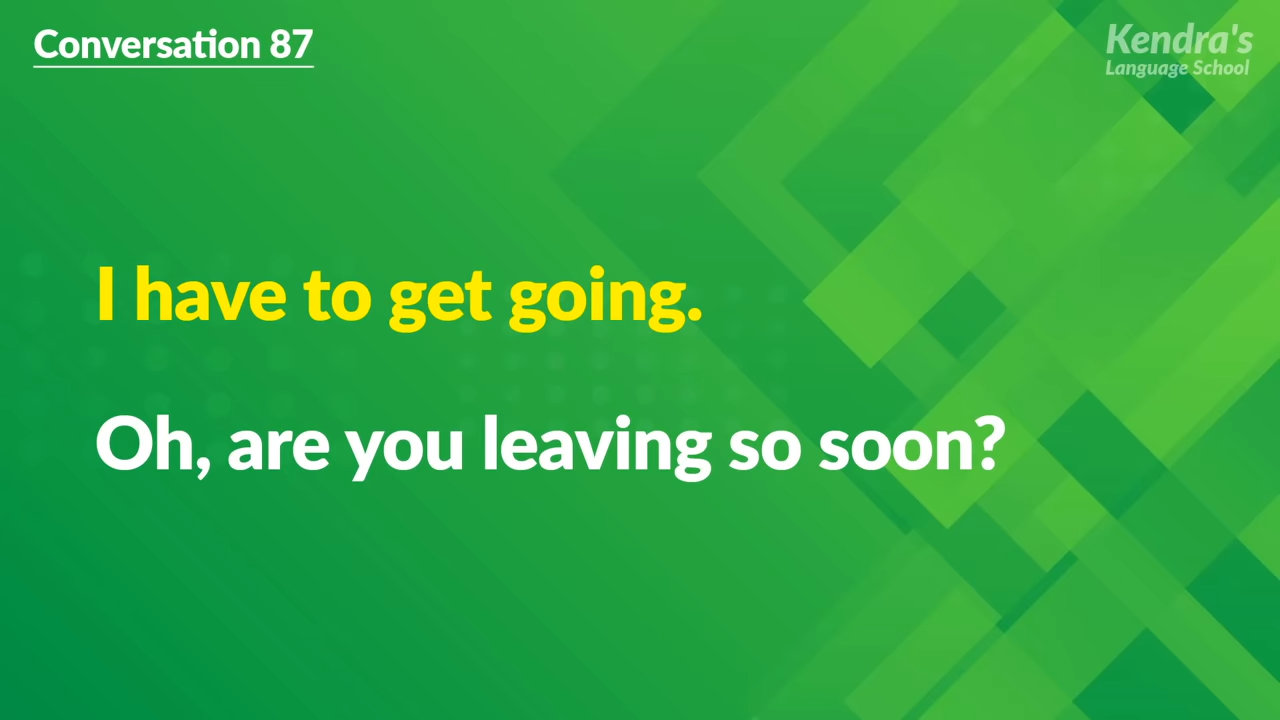 Conversation 87
Kendra's
Language School
I have to get going.
Oh, are you leaving so soon?